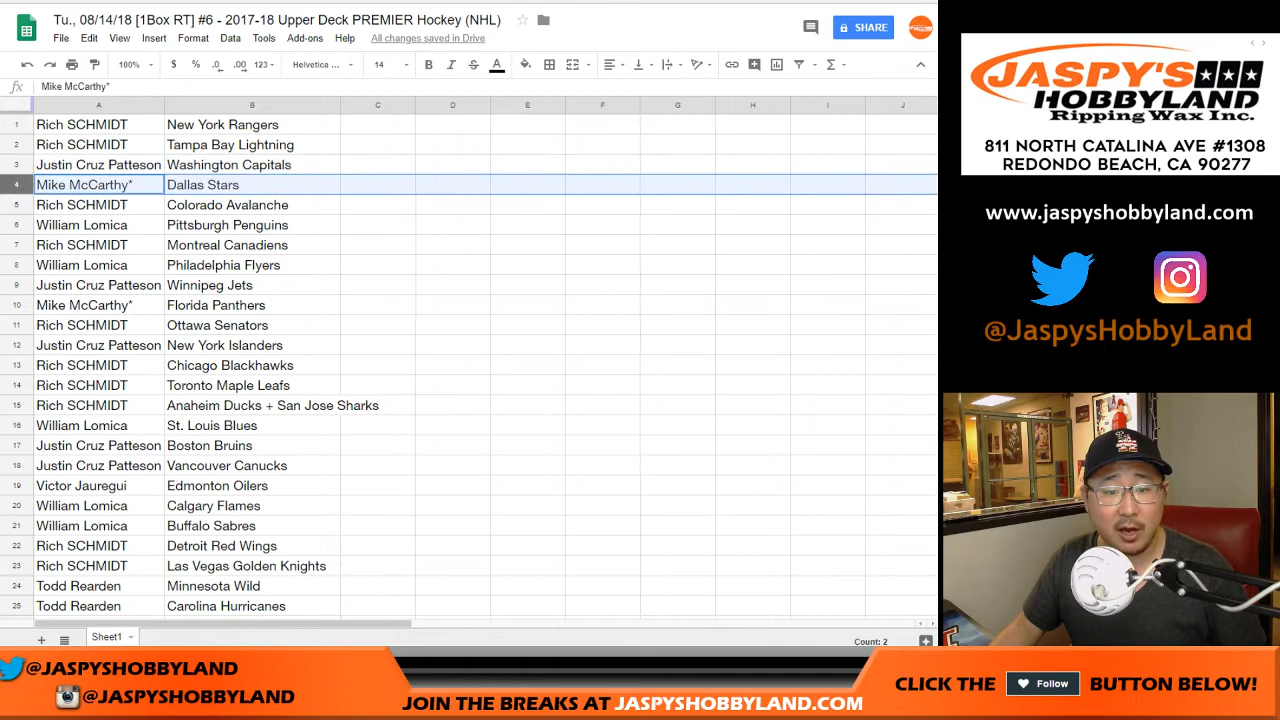 Tu., 08/14/18 [1Box RT] #6 - 2017-18 Upper Deck PREMIER Hockey (NHL)
File Edit View Insert Format Data Tools Add-ons Help All changes saved in Drive
SHARE
100% $ % .0 .00 123 Helvetica ... 14 B I S A
fx Mike McCarthy*
A B C D E F G H I J
1 Rich SCHMIDT New York Rangers
2 Rich SCHMIDT Tampa Bay Lightning
3 Justin Cruz Patteson Washington Capitals
4 Mike McCarthy* Dallas Stars
5 Rich SCHMIDT Colorado Avalanche
6 William Lomica Pittsburgh Penguins
7 Rich SCHMIDT Montreal Canadiens
8 William Lomica Philadelphia Flyers
9 Justin Cruz Patteson Winnipeg Jets
10 Mike McCarthy* Florida Panthers
11 Rich SCHMIDT Ottawa Senators
12 Justin Cruz Patteson New York Islanders
13 Rich SCHMIDT Chicago Blackhawks
14 Rich SCHMIDT Toronto Maple Leafs
15 Rich SCHMIDT Anaheim Ducks + San Jose Sharks
16 William Lomica St. Louis Blues
17 Justin Cruz Patteson Boston Bruins
18 Justin Cruz Patteson Vancouver Canucks
19 Victor Jauregui Edmonton Oilers
20 William Lomica Calgary Flames
21 William Lomica Buffalo Sabres
22 Rich SCHMIDT Detroit Red Wings
23 Rich SCHMIDT Las Vegas Golden Knights
24 Todd Rearden Minnesota Wild
25 Todd Rearden Carolina Hurricanes
Sheet1
Count: 2
JASPY'S
HOBBYLAND
Ripping Wax Inc.
811 NORTH CATALINA AVE #1308
REDONDO BEACH, CA 90277
www.jaspyshobbyland.com
@JaspysHobbyLand
LA
@JASPYSHOBBYLAND
@JASPYSHOBBYLAND
JOIN THE BREAKS AT JASPYSHOBBYLAND.COM
CLICK THE Follow BUTTON BELOW!